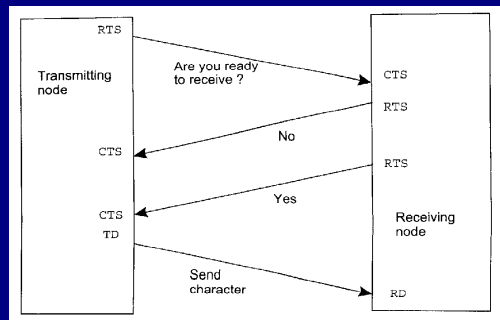 RTS
Transmitting
node
Are you ready
to receive ?
CTS
RTS
No
CTS
RTS
Yes
CTS
TD
Receiving
node
Send
character
RD